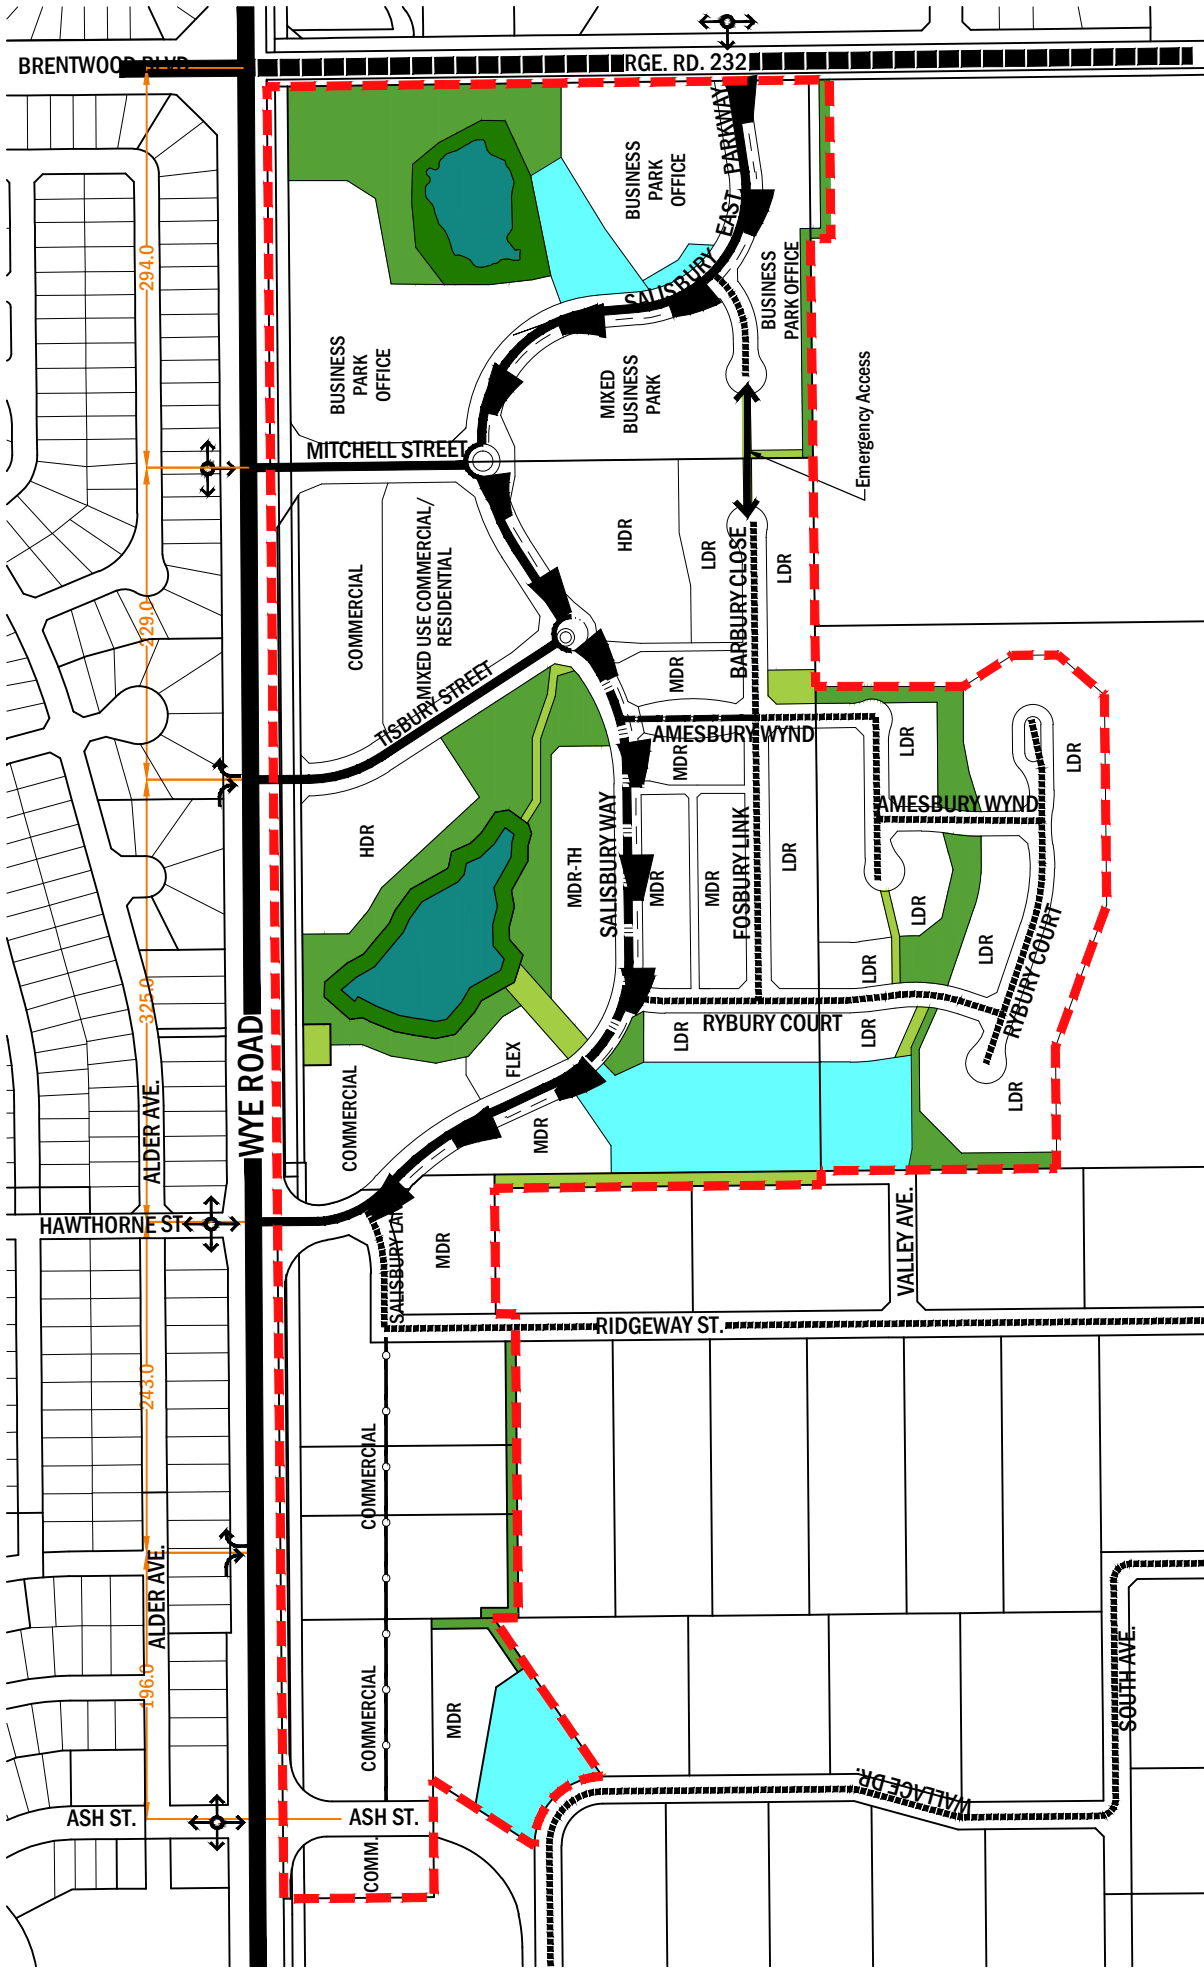 BRENTWOOD BLVD
RGE. RD. 232
SALISBURY EAST PARKWAY
BUSINESS
PARK
OFFICE
294.0
BUSINESS
PARK OFFICE
BUSINESS
PARK
OFFICE
MIXED
BUSINESS
PARK
Emergency Access
MITCHELL STREET
COMMERCIAL
MIXED USE COMMERCIAL/
RESIDENTIAL
HDR
LDR
BARBURY CLOSE
LDR
229.0
TISBURY STREET
MDR
AMESBURY WYND
MDR
LDR
LDR
AMESBURY WYND
HDR
MDR-TH
SALISBURY WAY
MDR
MDR
FOSBURY LINK
LDR
LDR
LDR
LDR
RYBURY COURT
325.0
WYE ROAD
ALDER AVE.
COMMERCIAL
FLEX
MDR
LDR
RYBURY COURT
LDR
LDR
HAWTHORNE ST.
SALISBURY LAN
MDR
VALLEY AVE.
RIDGEWAY ST.
243.0
COMMERCIAL
ALDER AVE.
196.0
COMMERCIAL
MDR
SOUTH AVE.
WALLACE DR.
ASH ST.
ASH ST.
COMM.